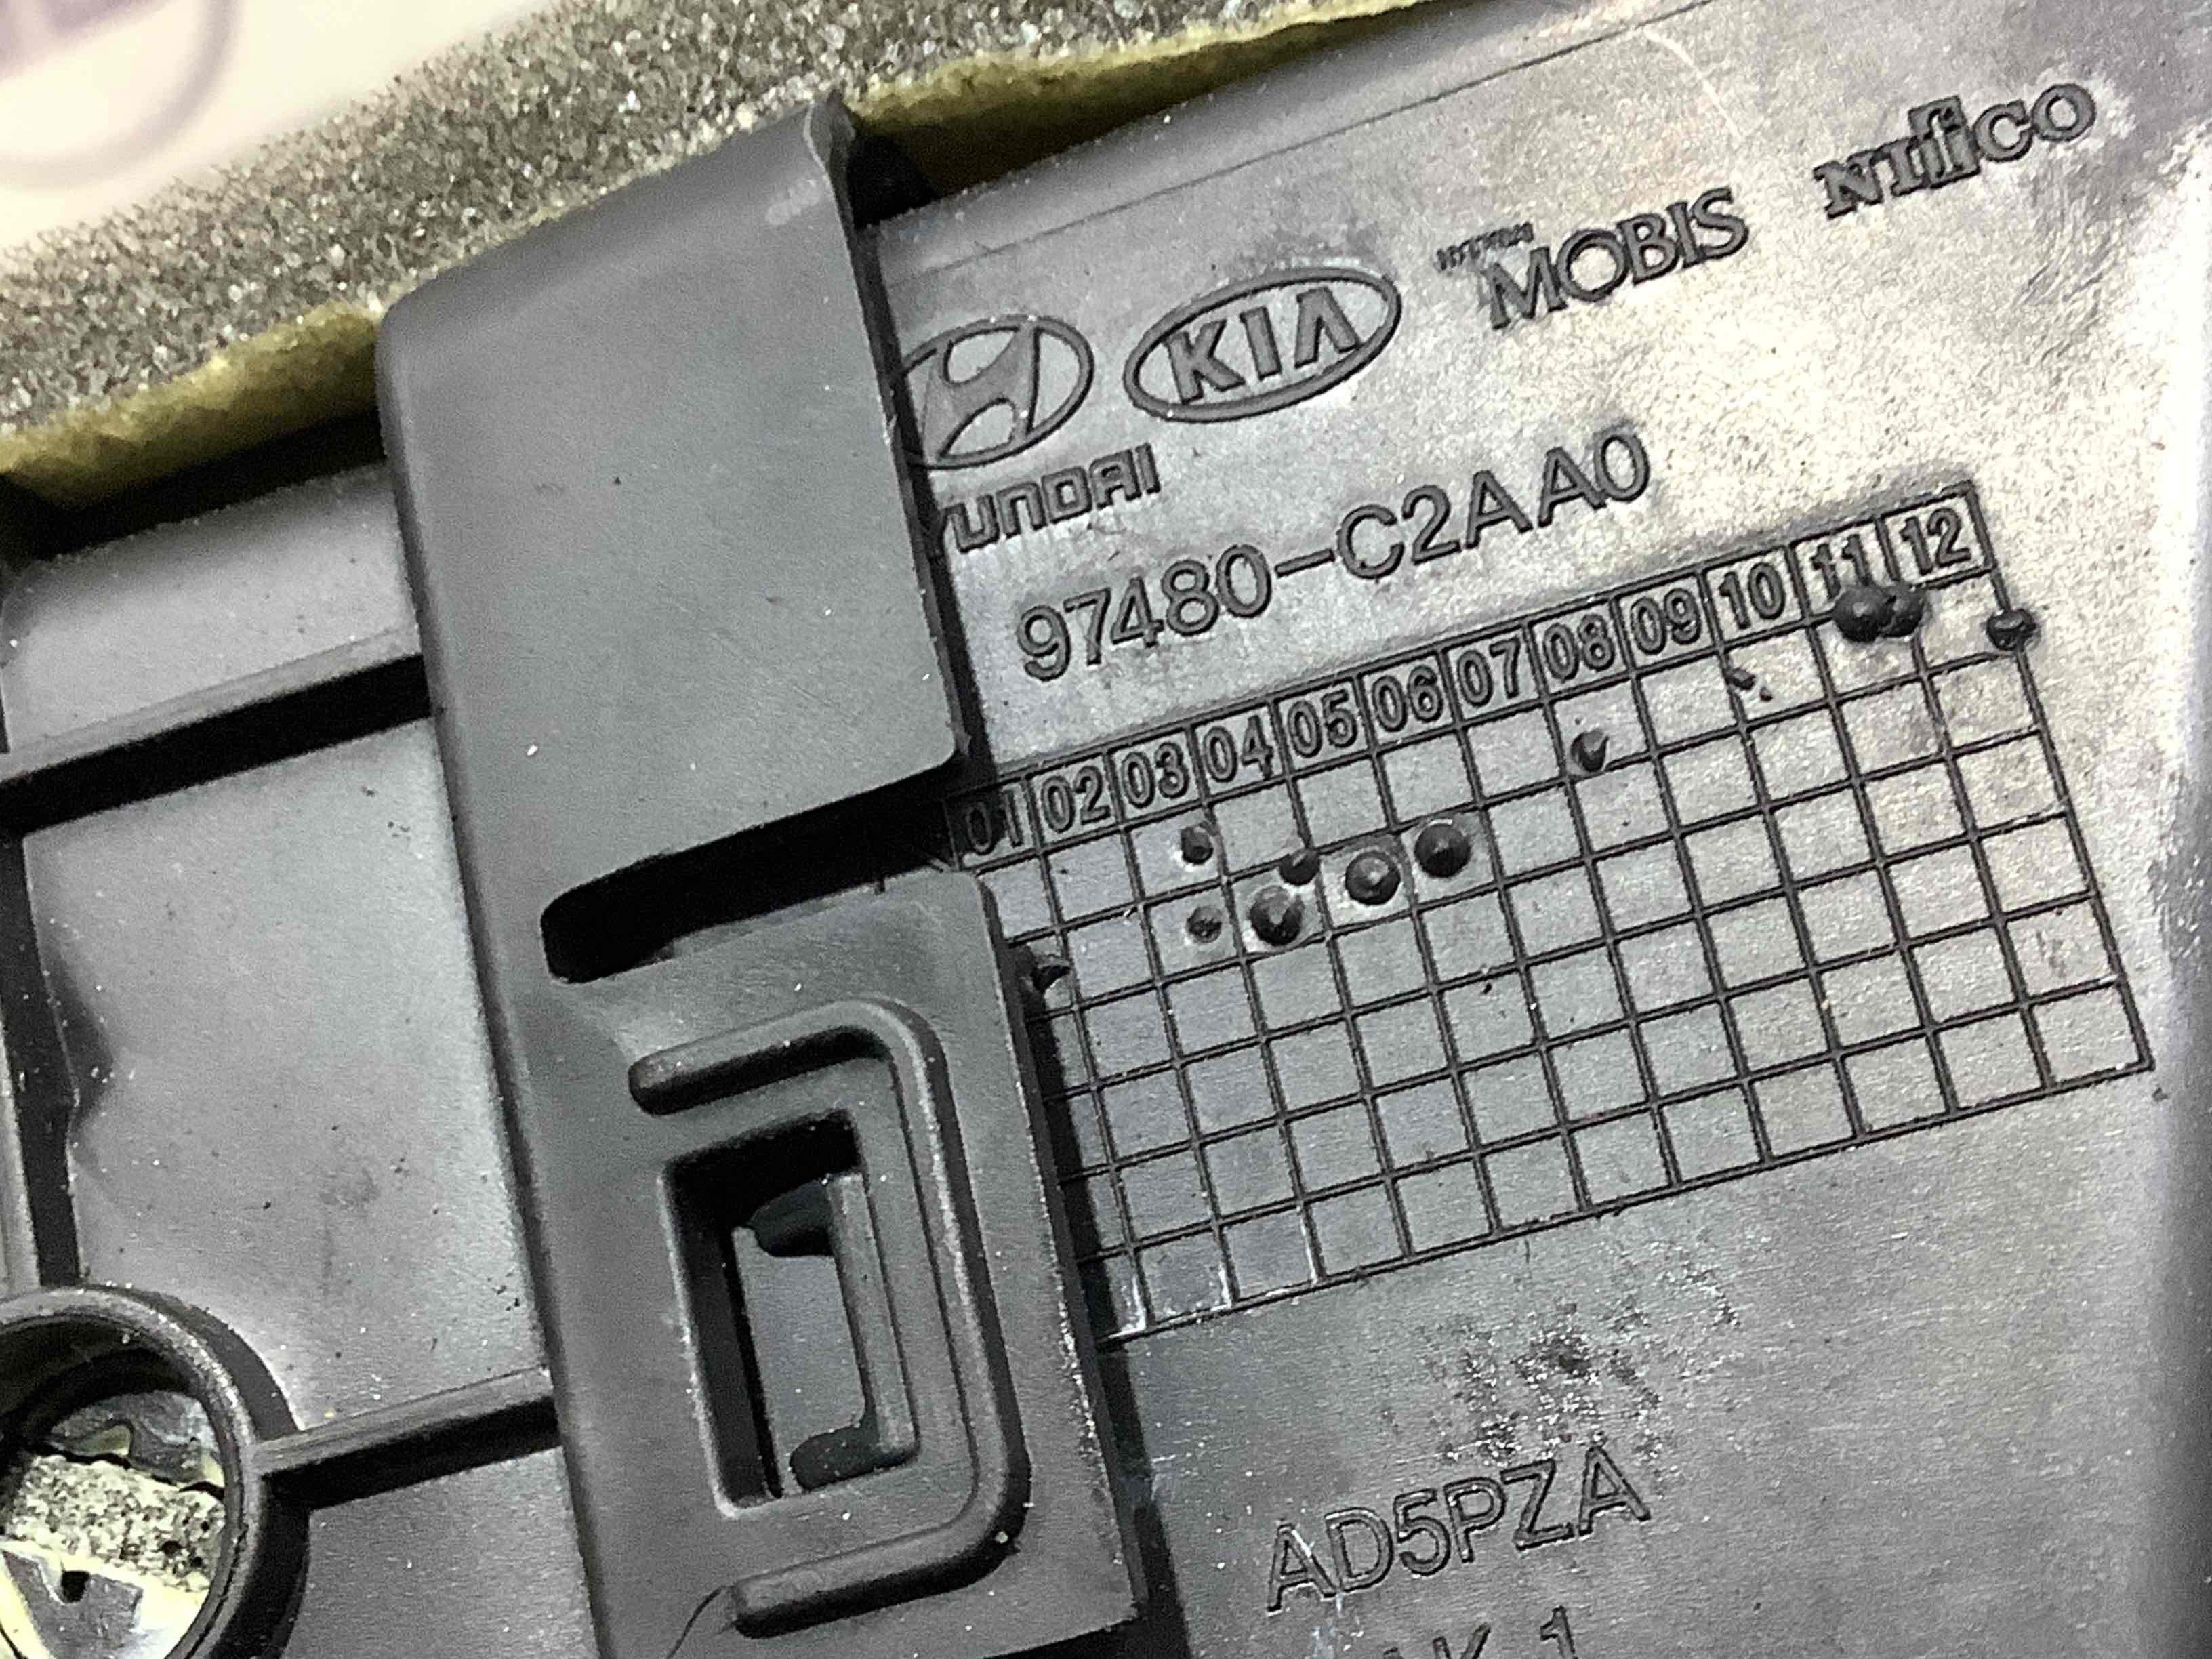 KIA
HYUNDAI MOBIS
Nifco
YUNDAI
97480-C2AA0
01 02 03 04 05 06 07 08 09 10 11 12
AD5PZA